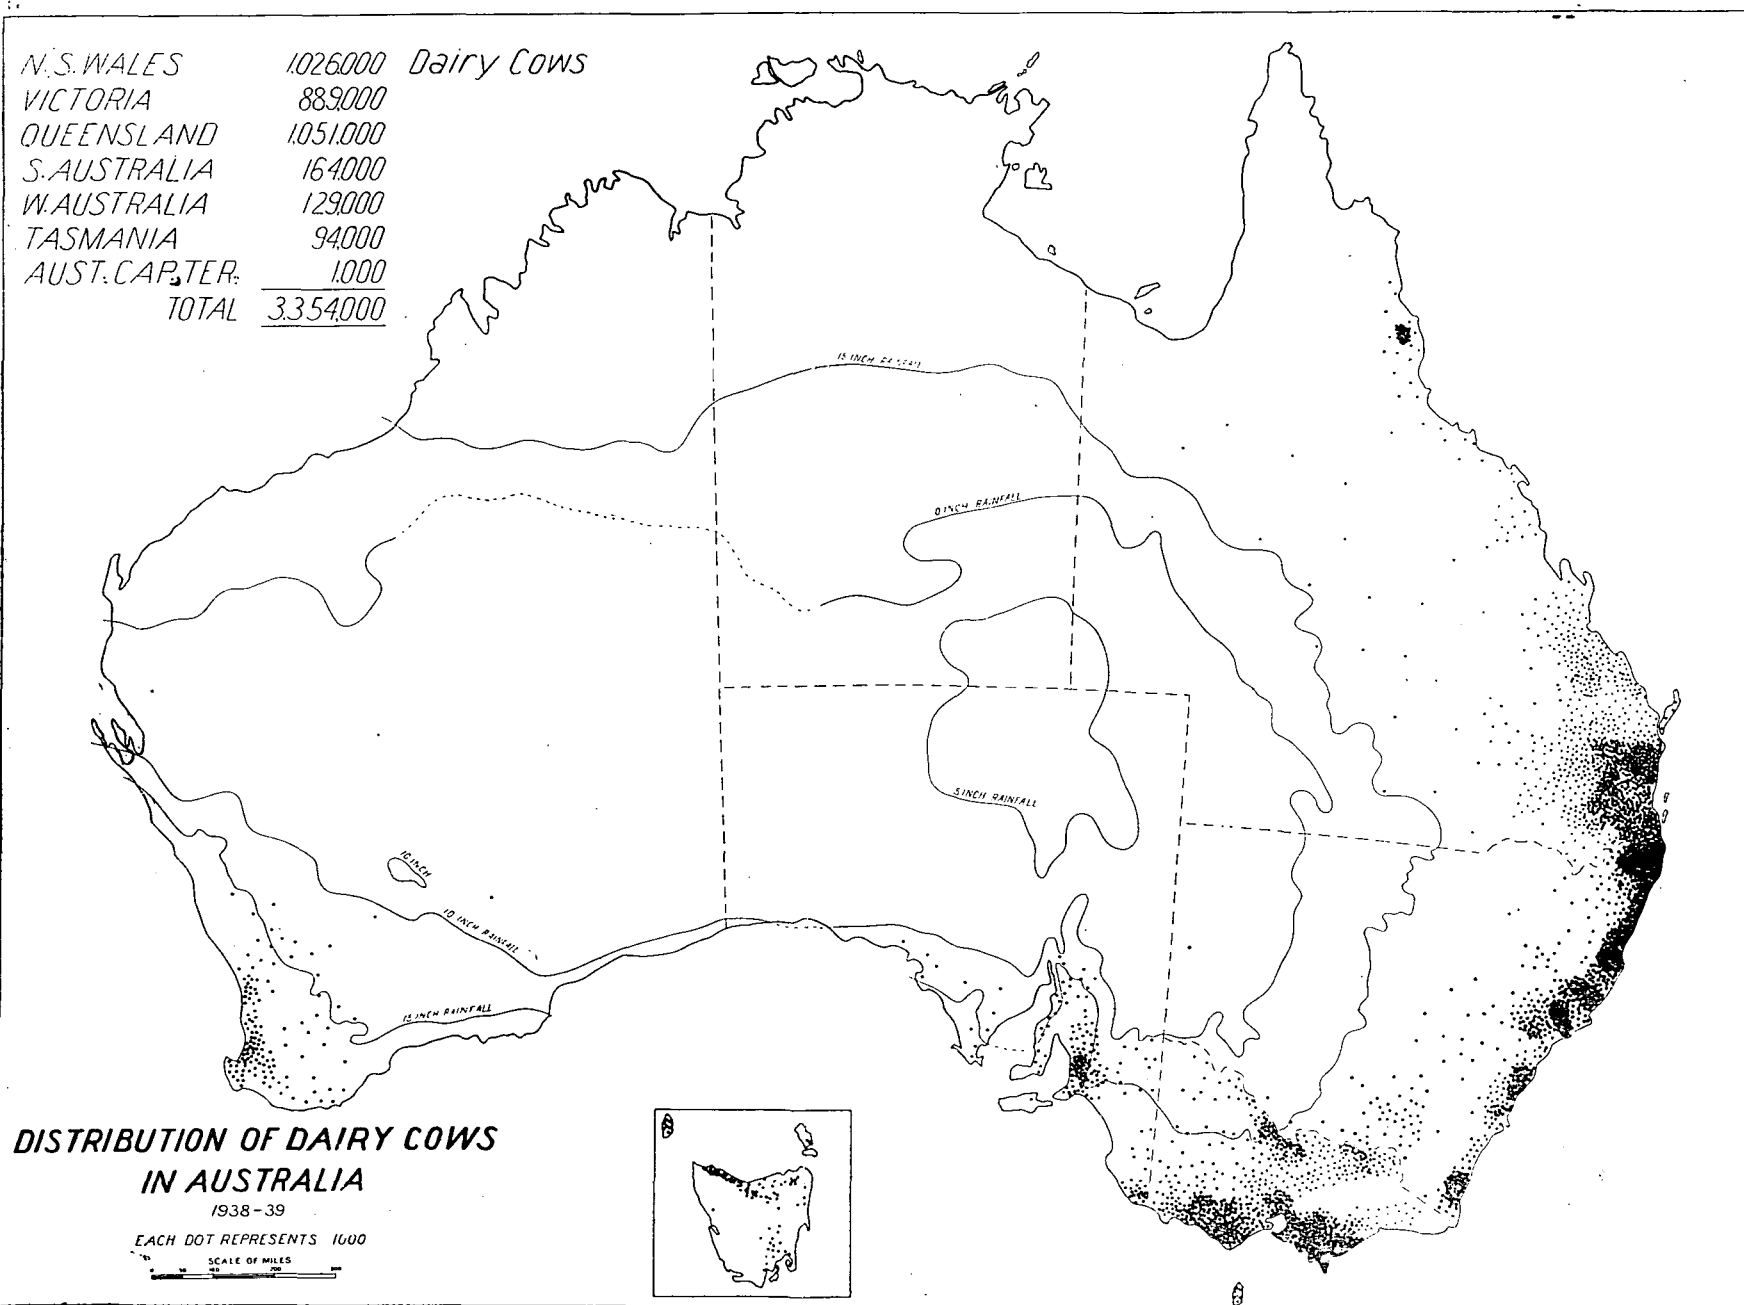 N.S. WALES 1,026,000 Dairy Cows
VICTORIA 889,000
QUEENSLAND 1,051,000
S. AUSTRALIA 164,000
W. AUSTRALIA 129,000
TASMANIA 94,000
AUST. CAP. TER. 1,000
TOTAL 3,354,000
15 INCH RAINFALL
INCH RAINFALL
5 INCH RAINFALL
10 INCH
10 INCH RAINFALL
15 INCH RAINFALL
DISTRIBUTION OF DAIRY COWS
IN AUSTRALIA
1938-39
EACH DOT REPRESENTS 1000
SCALE OF MILES